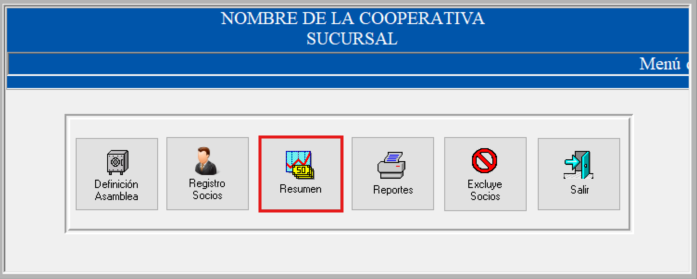 NOMBRE DE LA COOPERATIVA
SUCURSAL
Menú
Definición
Asamblea
Registro
Socios
Resumen
Reportes
Excluye
Socios
Salir